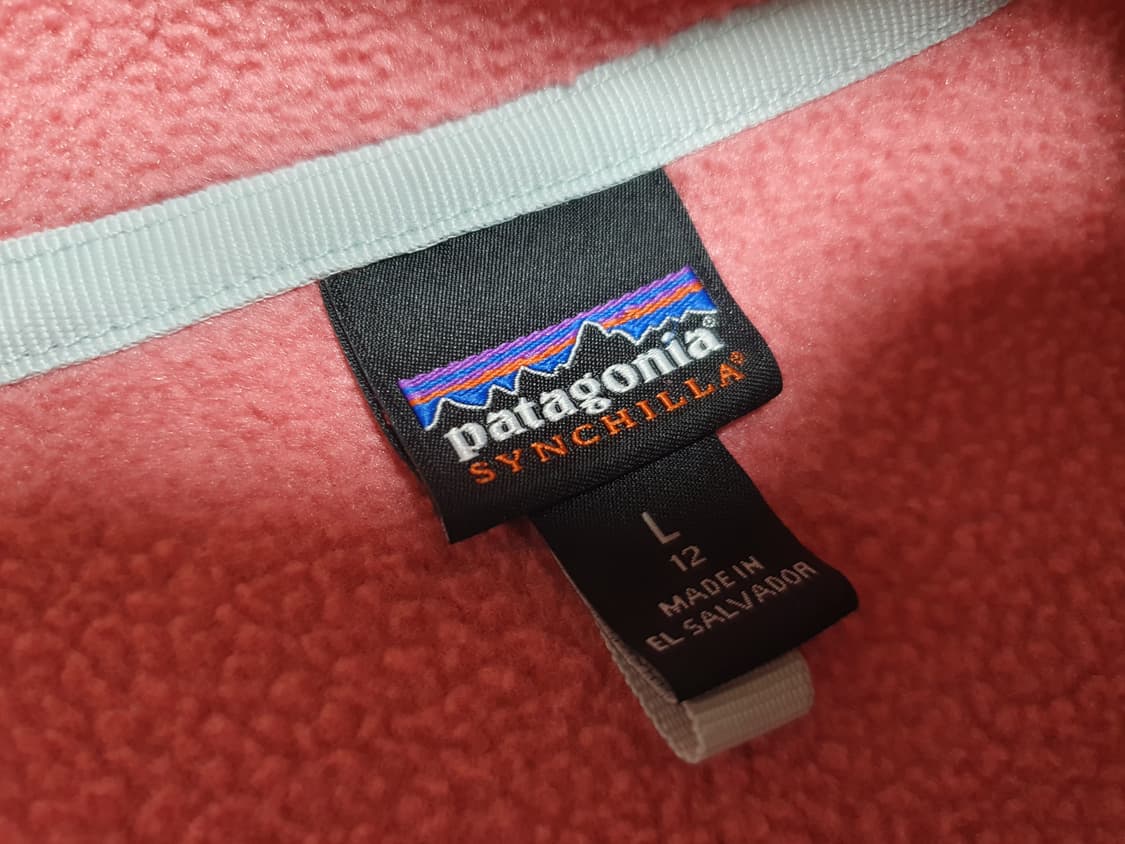 patagonia®
SYNCHILLA®
L
12
MADE IN
EL SALVADOR